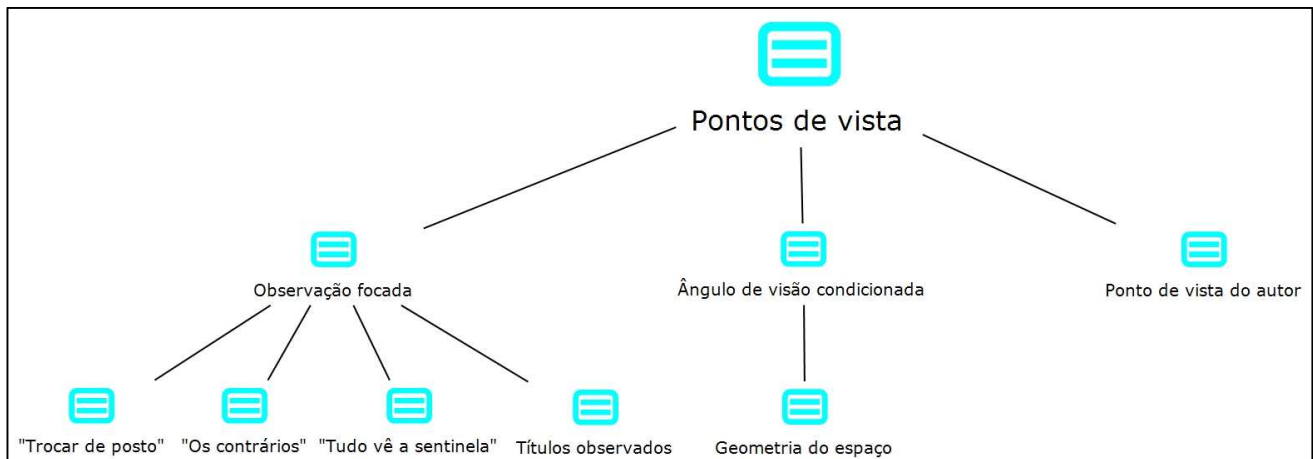 Pontos de vista
Observação focada
Ângulo de visão condicionada
Ponto de vista do autor
"Trocar de posto"
"Os contrários"
"Tudo vê a sentinela"
Títulos observados
Geometria do espaço